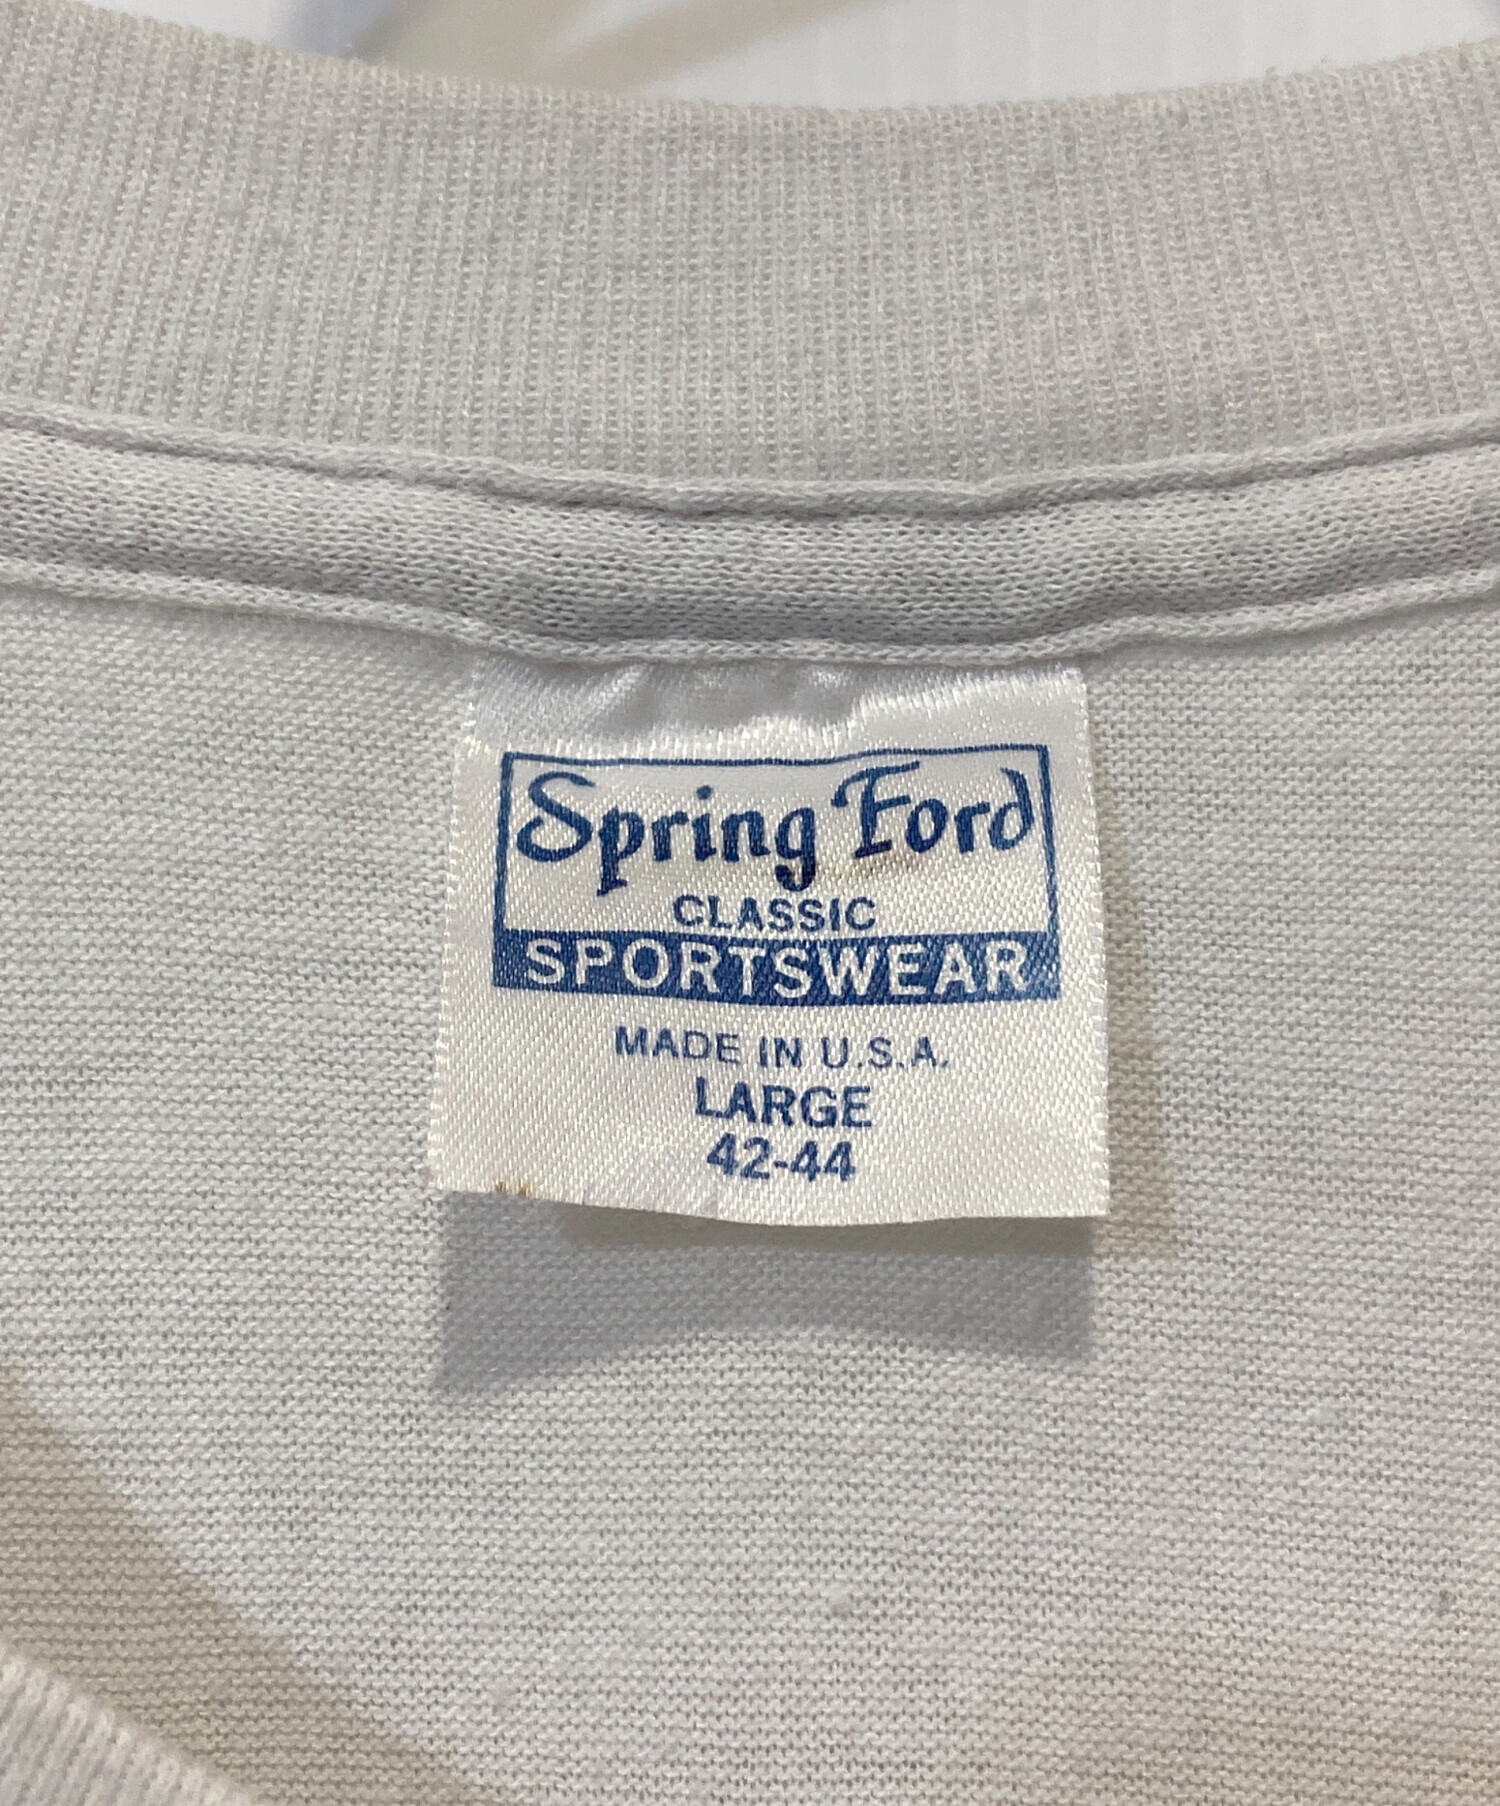 Spring Ford
CLASSIC
SPORTSWEAR
MADE IN U.S.A.
LARGE
42-44